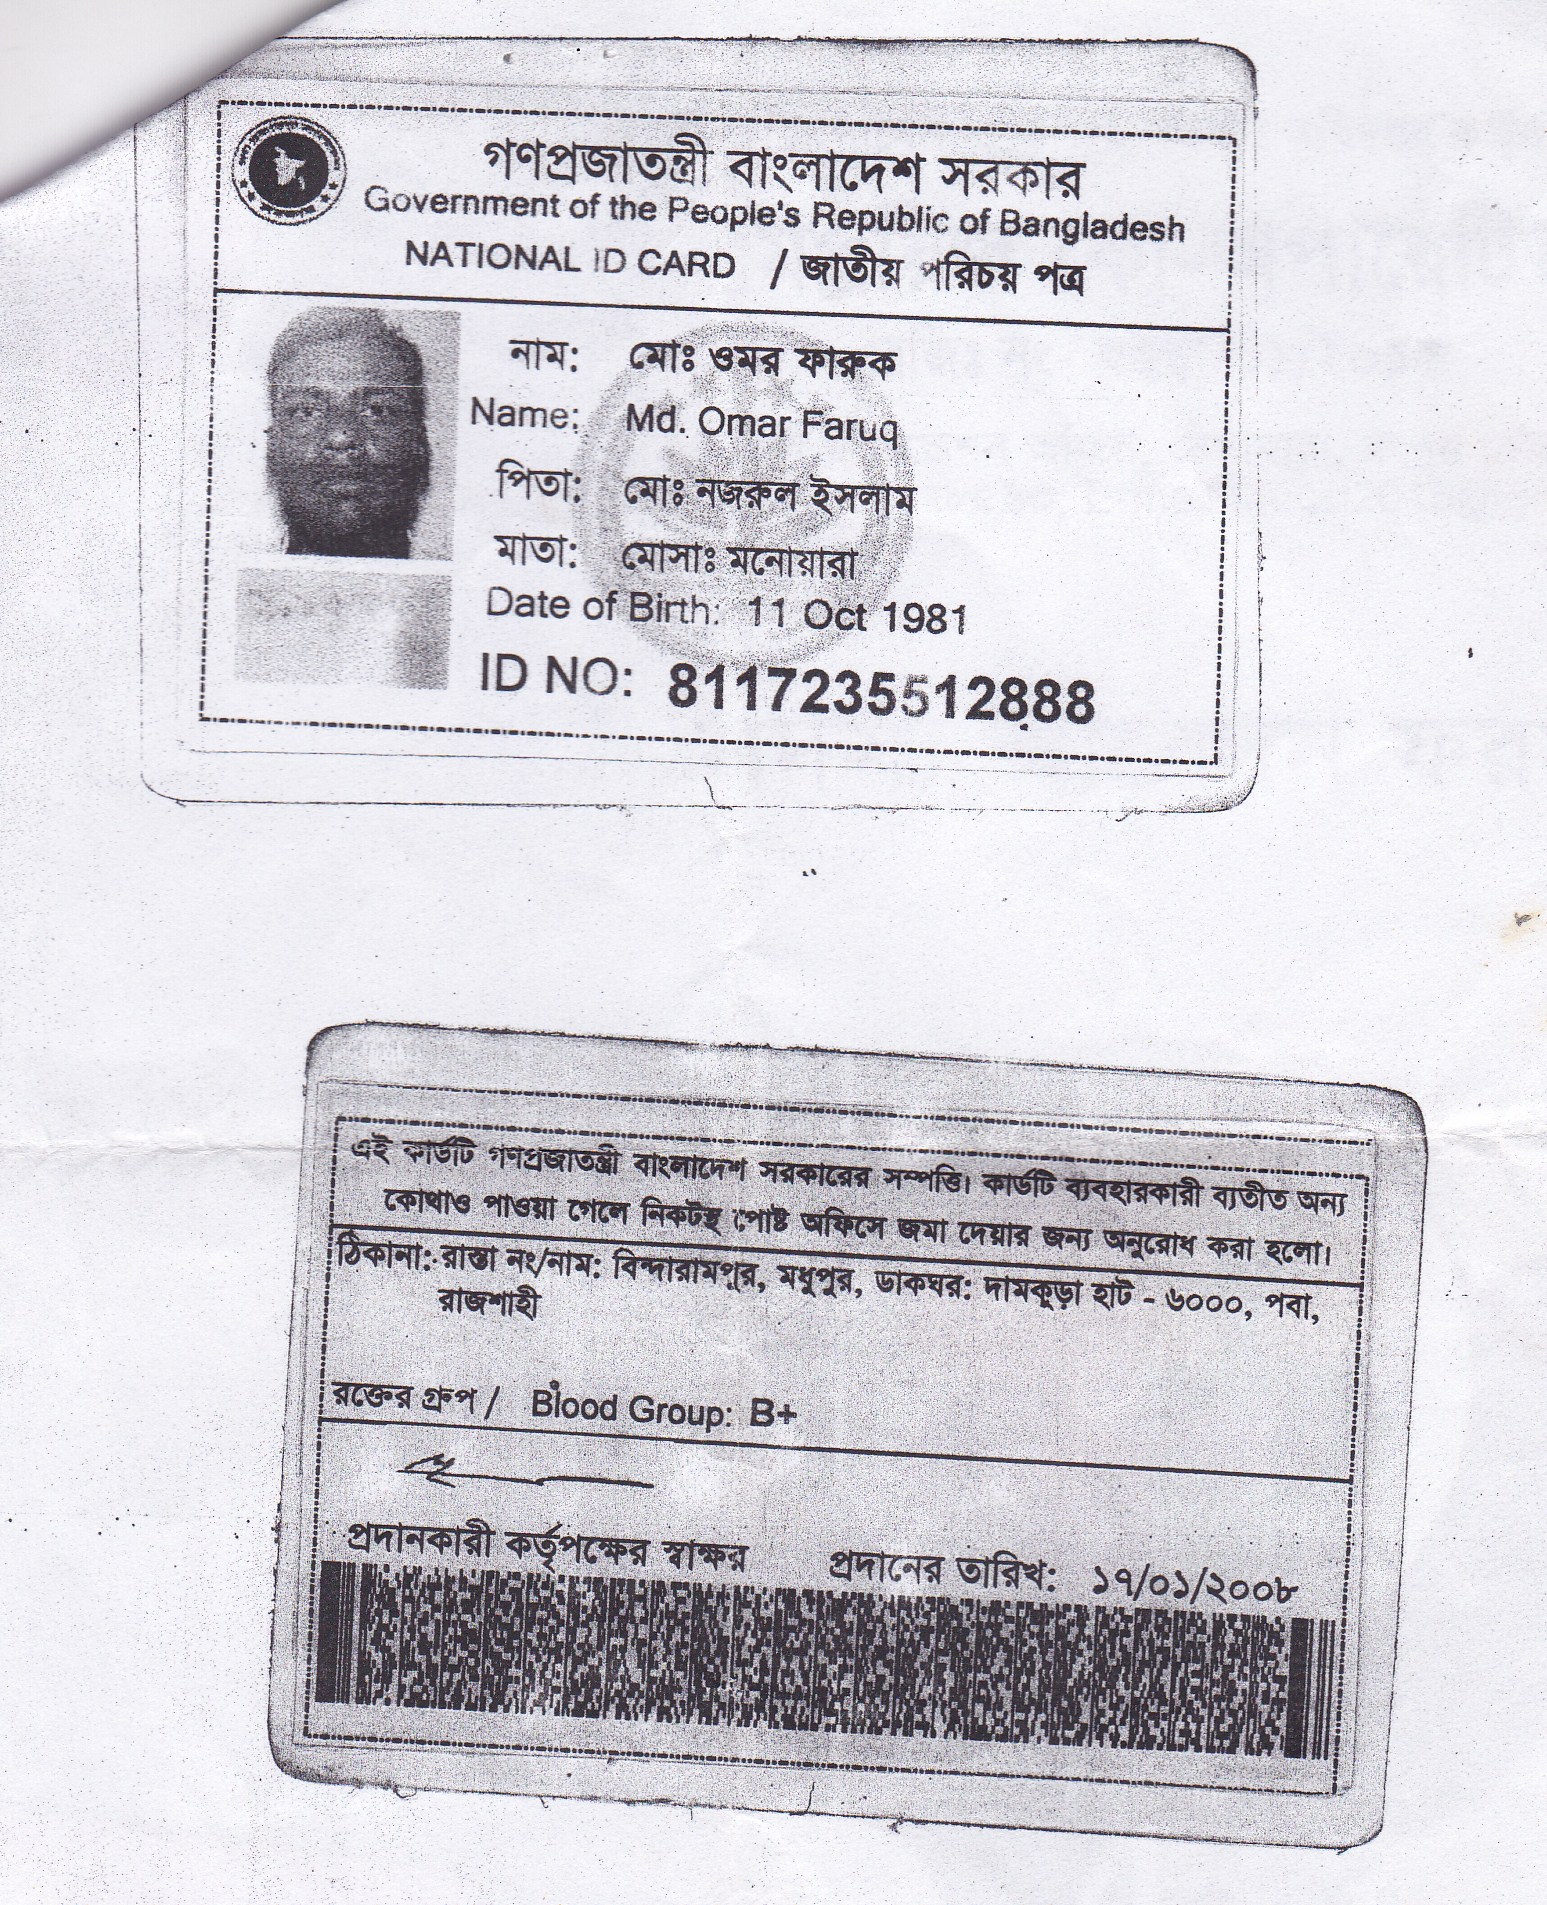 গণপ্রজাতন্ত্রী বাংলাদেশ সরকার
Government of the People's Republic of Bangladesh
NATIONAL ID CARD / জাতীয় পরিচয় পত্র
নাম: মোঃ ওমর ফারুক
Name: Md. Omar Faruq
পিতা: মোঃ নজরুল ইসলাম
মাতা: মোসাঃ মনোয়ারা
Date of Birth: 11 Oct 1981
ID NO: 8117235512888
এই কার্ডটি গণপ্রজাতন্ত্রী বাংলাদেশ সরকারের সম্পত্তি। কার্ডটি ব্যবহারকারী ব্যতীত অন্য
কোথাও পাওয়া গেলে নিকটস্থ পোষ্ট অফিসে জমা দেয়ার জন্য অনুরোধ করা হলো।
ঠিকানা: রাস্তা নং/নাম: বিন্দারামপুর, মধুপুর, ডাকঘর: দামকুড়া হাট - ৬০০০, পবা,
রাজশাহী
রক্তের গ্রুপ / Blood Group: B+
প্রদানকারী কর্তৃপক্ষের স্বাক্ষর প্রদানের তারিখ: ১৭/০১/২০০৮